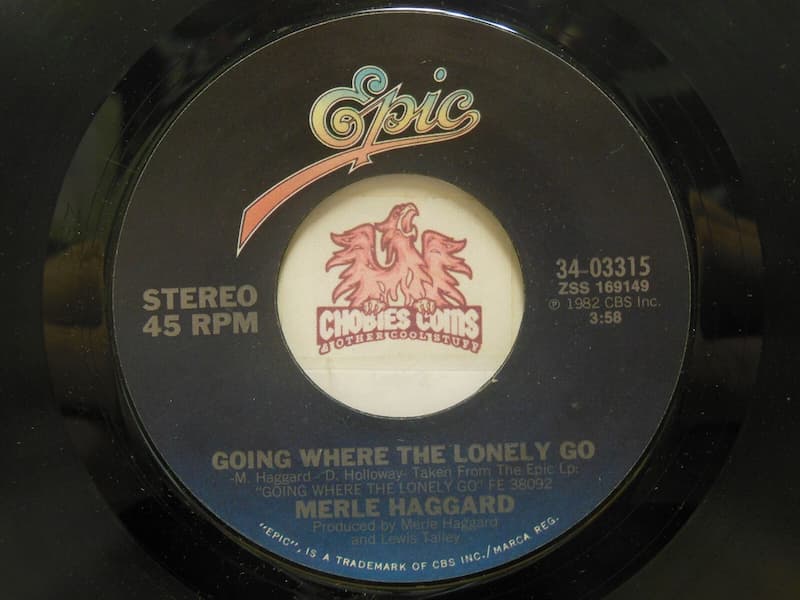 Epic
STEREO
45 RPM
34-03315
ZSS 169149
℗ 1982 CBS Inc.
3:58
CHOBIES COINS
& OTHER COOL STUFF
GOING WHERE THE LONELY GO
-M. Haggard - D. Holloway- Taken From The Epic Lp:
"GOING WHERE THE LONELY GO" FE 38092
MERLE HAGGARD
Produced by Merle Haggard
and Lewis Talley
"EPIC", IS A TRADEMARK OF CBS INC./MARCA REG.